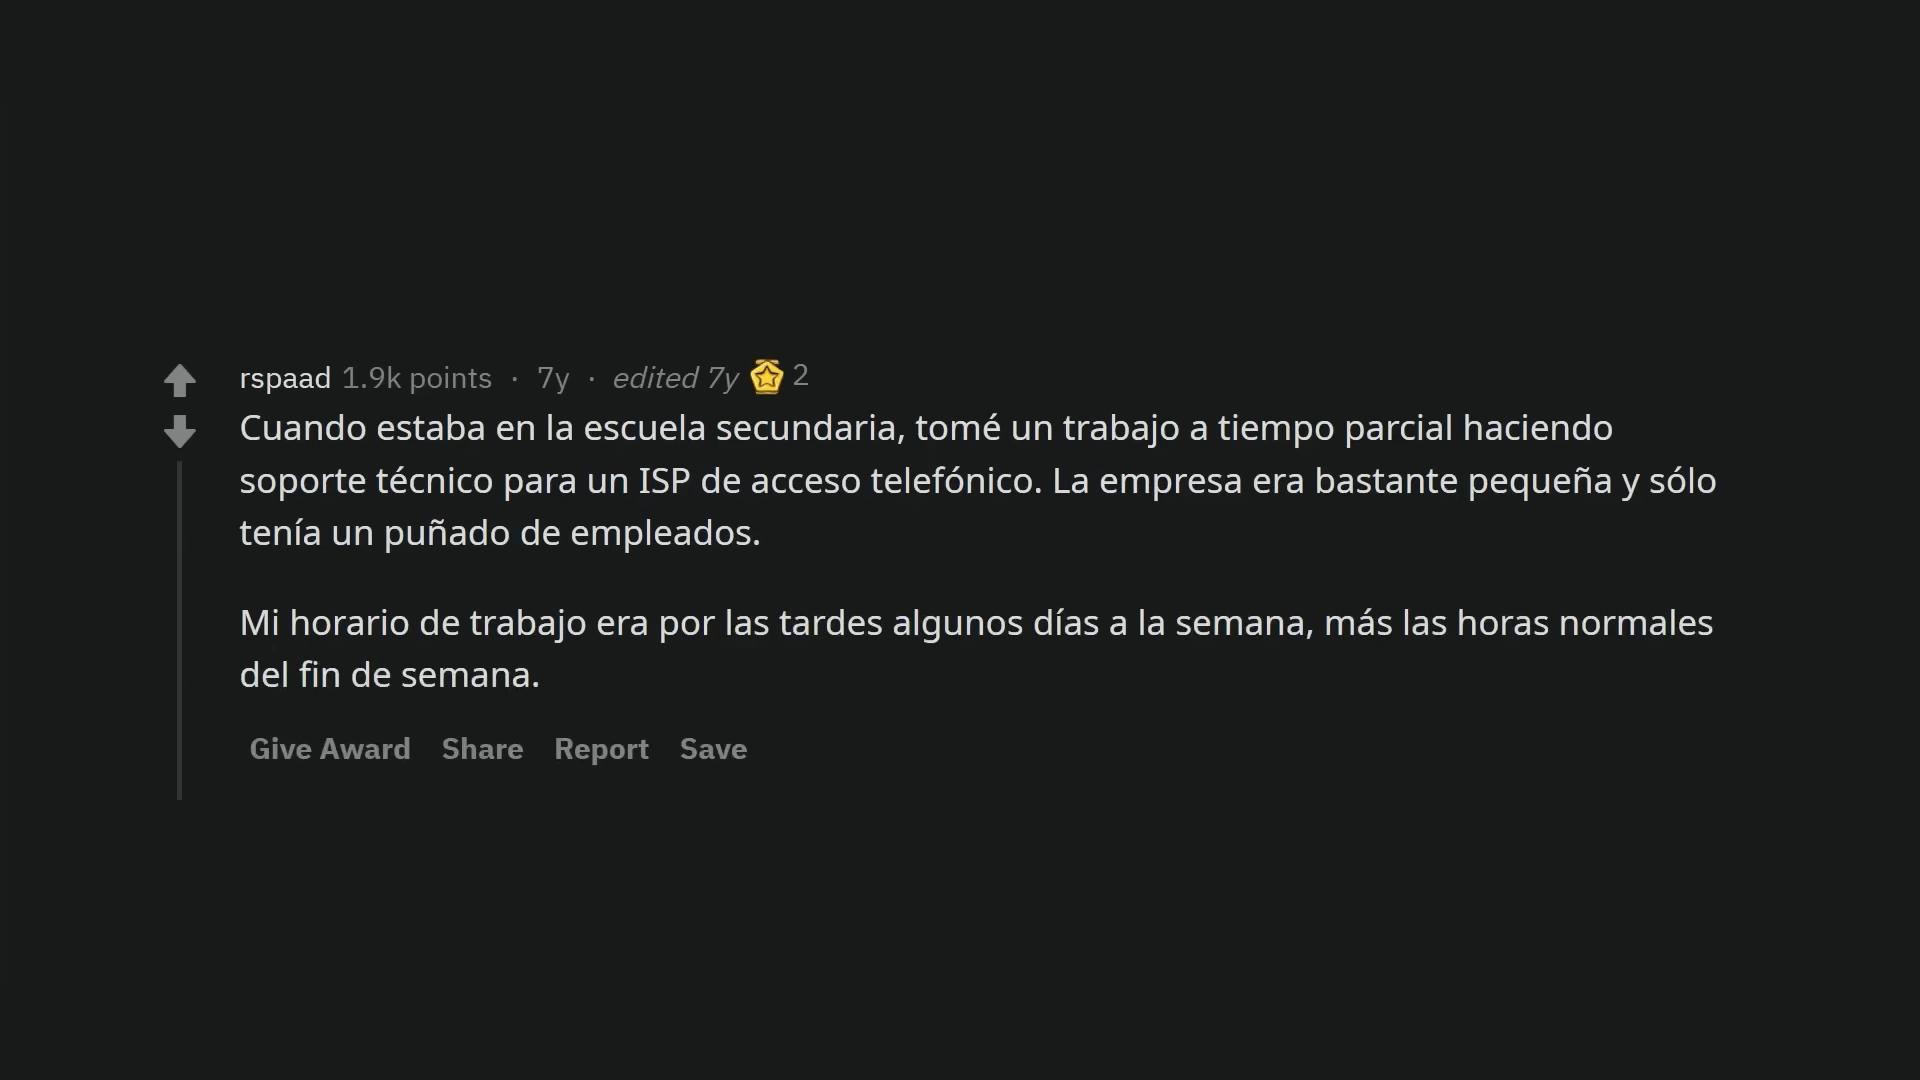 rspaad 1.9k points · 7y · edited 7y 2
Cuando estaba en la escuela secundaria, tomé un trabajo a tiempo parcial haciendo
soporte técnico para un ISP de acceso telefónico. La empresa era bastante pequeña y sólo
tenía un puñado de empleados.
Mi horario de trabajo era por las tardes algunos días a la semana, más las horas normales
del fin de semana.
Give Award Share Report Save